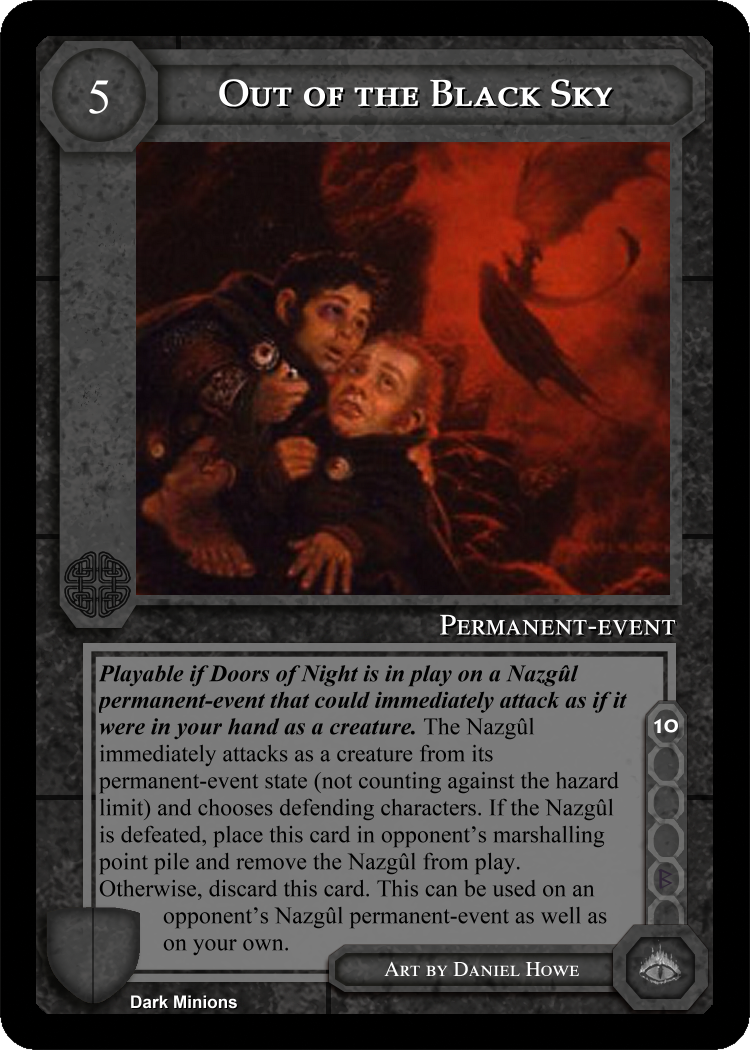 5
Out of the Black Sky
Permanent-event
Playable if Doors of Night is in play on a Nazgûl
permanent-event that could immediately attack as if it
were in your hand as a creature. The Nazgûl
immediately attacks as a creature from its
permanent-event state (not counting against the hazard
limit) and chooses defending characters. If the Nazgûl
is defeated, place this card in opponent's marshalling
point pile and remove the Nazgûl from play.
Otherwise, discard this card. This can be used on an
opponent's Nazgûl permanent-event as well as
on your own.
10
B
Art by Daniel Howe
Dark Minions